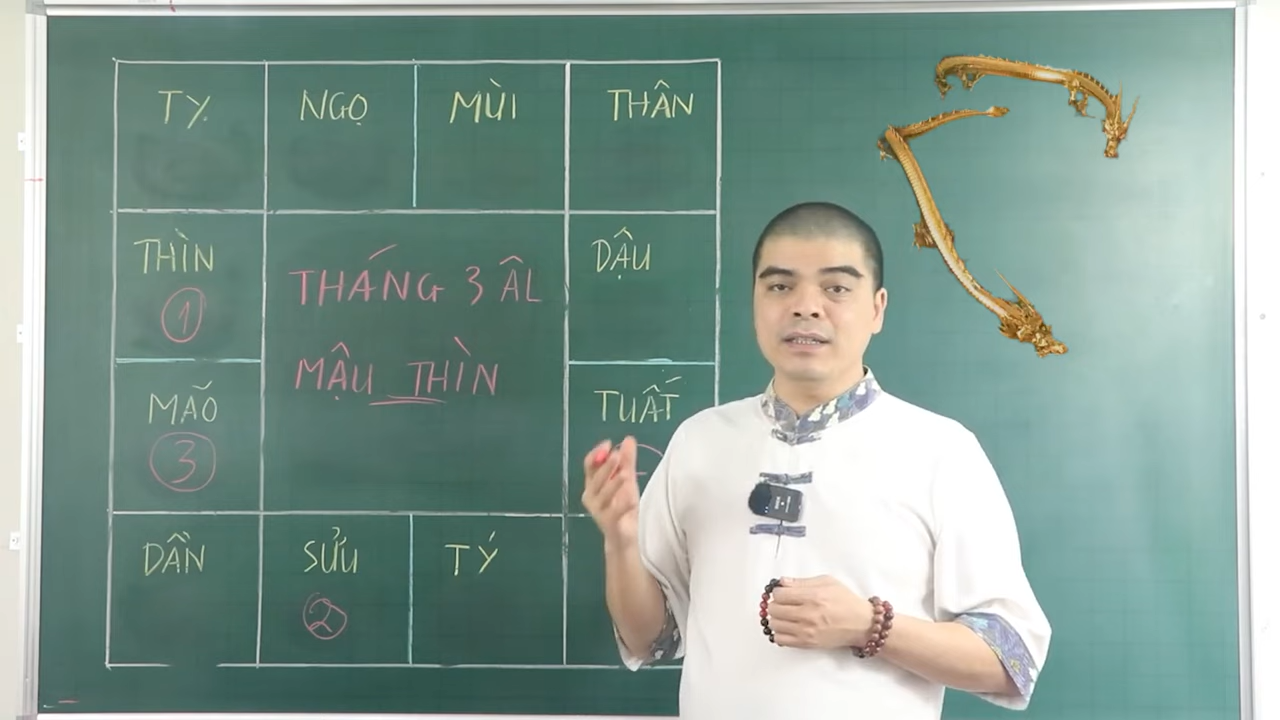 TỴ
NGỌ
MÙI
THÂN
THÌN
1
THÁNG 3 ÂL
MẬU THÌN
DẬU
MÃO
3
TUẤT
DẦN
SỬU
2
TÝ